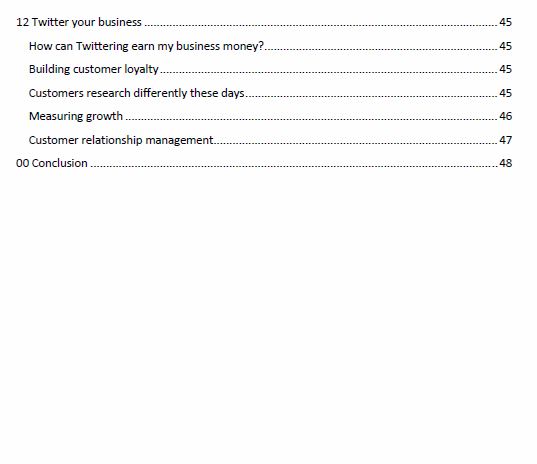 12 Twitter your business ........................................................................................................ 45
How can Twittering earn my business money?..................................................................... 45
Building customer loyalty.................................................................................................... 45
Customers research differently these days........................................................................... 45
Measuring growth ............................................................................................................... 46
Customer relationship management.................................................................................... 47
00 Conclusion ......................................................................................................................... 48